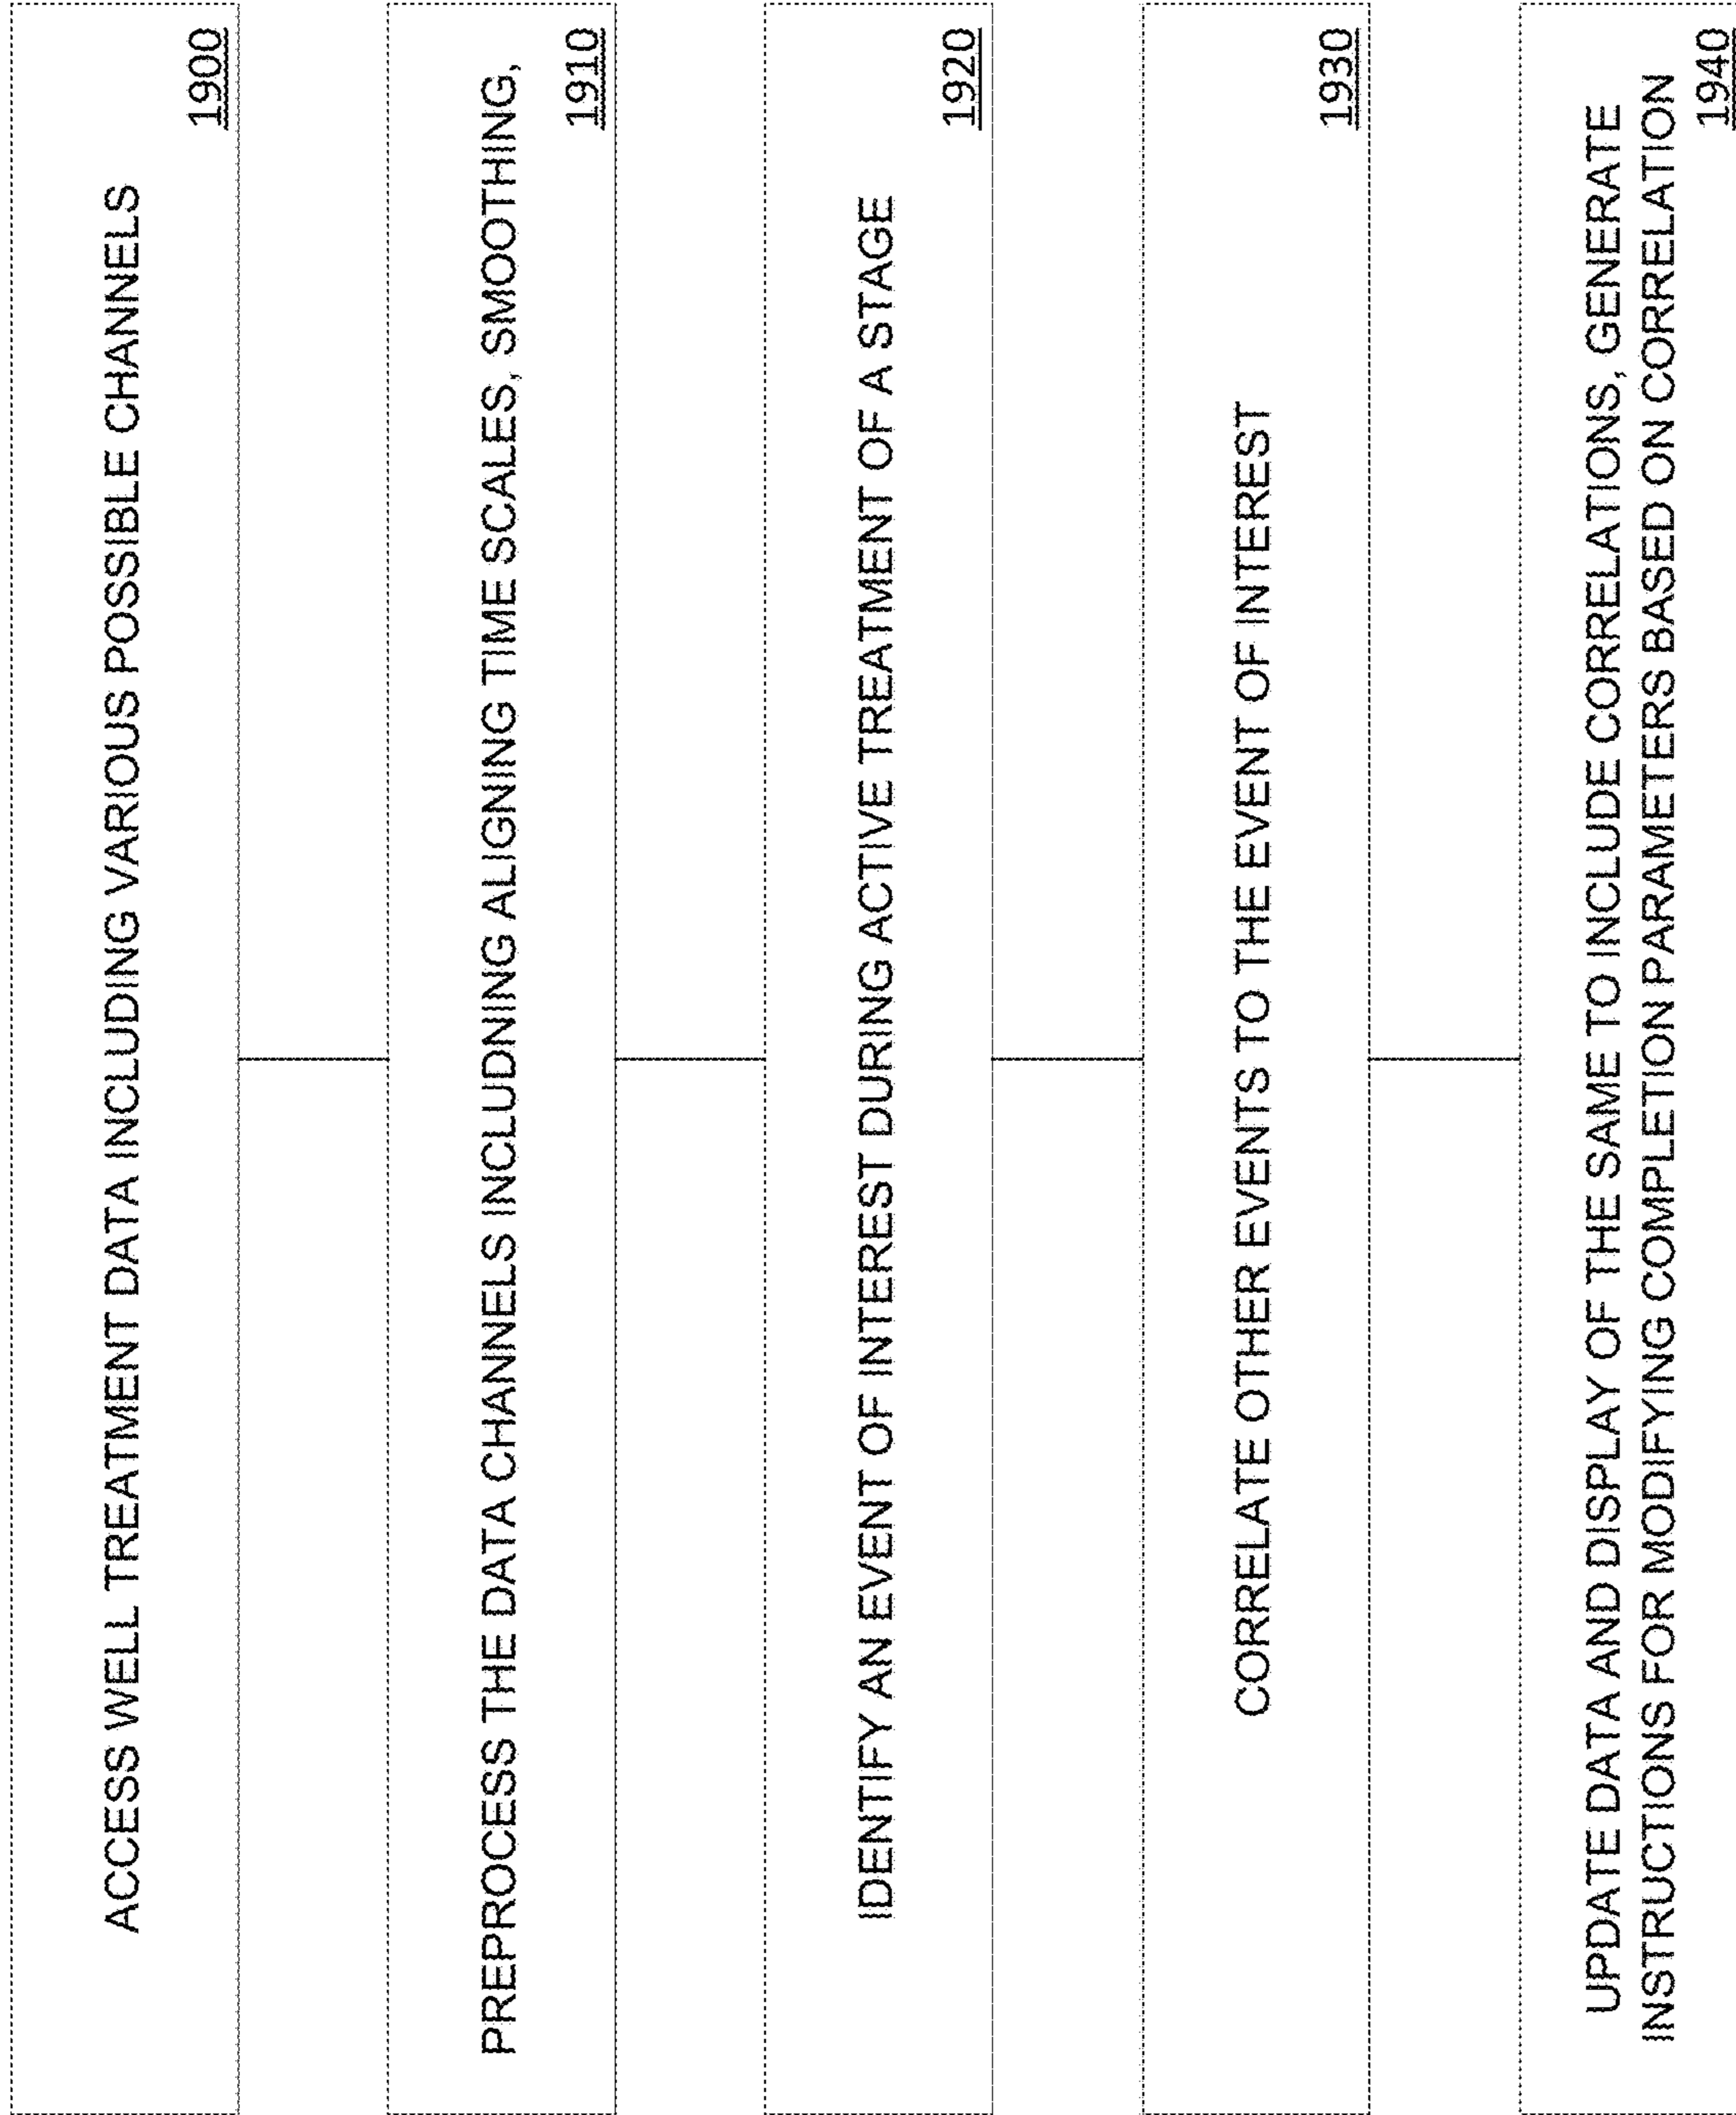 ACCESS WELL TREATMENT DATA INCLUDING VARIOUS POSSIBLE CHANNELS
1900
PREPROCESS THE DATA CHANNELS INCLUDNING ALIGNING TIME SCALES, SMOOTHING,
1910
IDENTIFY AN EVENT OF INTEREST DURING ACTIVE TREATMENT OF A STAGE
1920
CORRELATE OTHER EVENTS TO THE EVENT OF INTEREST
1930
UPDATE DATA AND DISPLAY OF THE SAME TO INCLUDE CORRELATIONS, GENERATE
INSTRUCTIONS FOR MODIFYING COMPLETION PARAMETERS BASED ON CORRELATION
1940